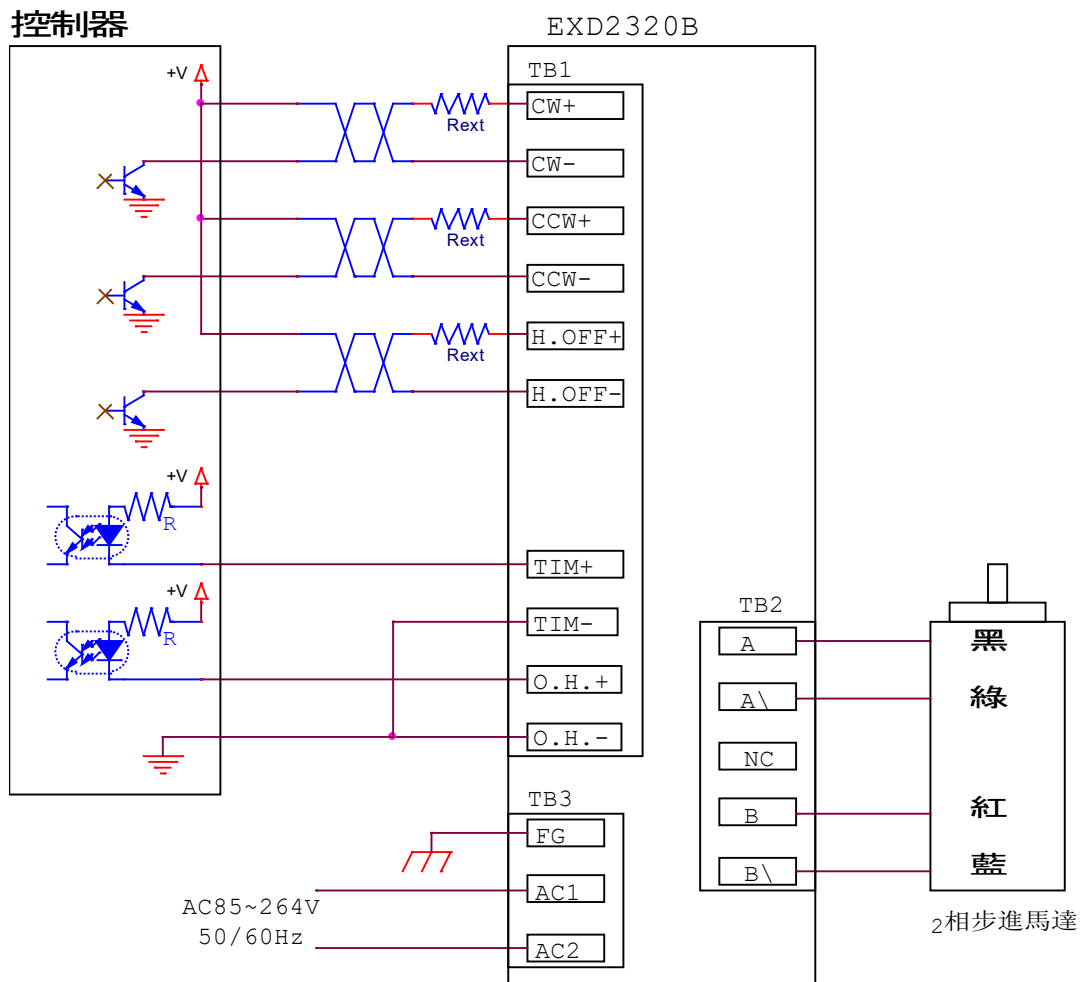 控制器
EXD2320B
TB1
+V
CW+
Rext
CW-
CCW+
Rext
CCW-
H.OFF+
Rext
H.OFF-
+V
R
TIM+
+V
R
TIM-
O.H.+
O.H.-
TB2
A
黑
A\
綠
NC
B
紅
B\
藍
2相步進馬達
TB3
FG
AC1
AC85~264V
50/60Hz
AC2